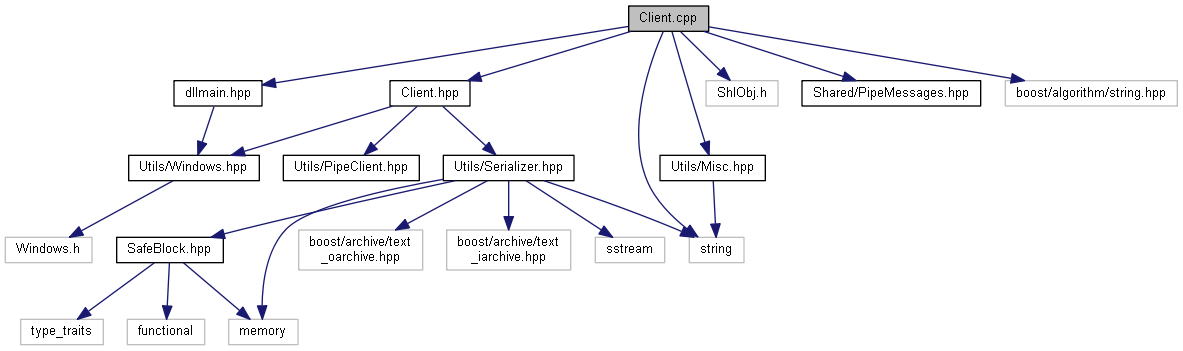 Client.cpp
dllmain.hpp
Client.hpp
ShlObj.h
Shared/PipeMessages.hpp
boost/algorithm/string.hpp
Utils/Windows.hpp
Utils/PipeClient.hpp
Utils/Serializer.hpp
Utils/Misc.hpp
Windows.h
SafeBlock.hpp
boost/archive/text
_oarchive.hpp
boost/archive/text
_iarchive.hpp
sstream
string
type_traits
functional
memory